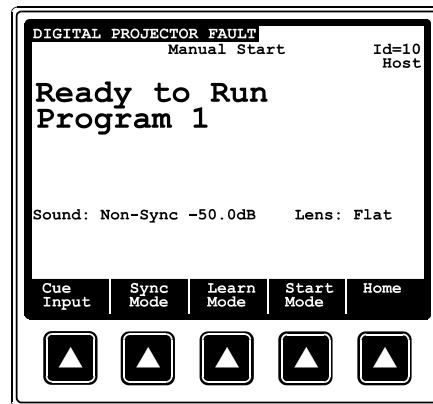 DIGITAL PROJECTOR FAULT
Manual Start Id=10
Host
Ready to Run
Program 1
Sound: Non-Sync -50.0dB Lens: Flat
Cue Sync Learn Start Home
Input Mode Mode Mode